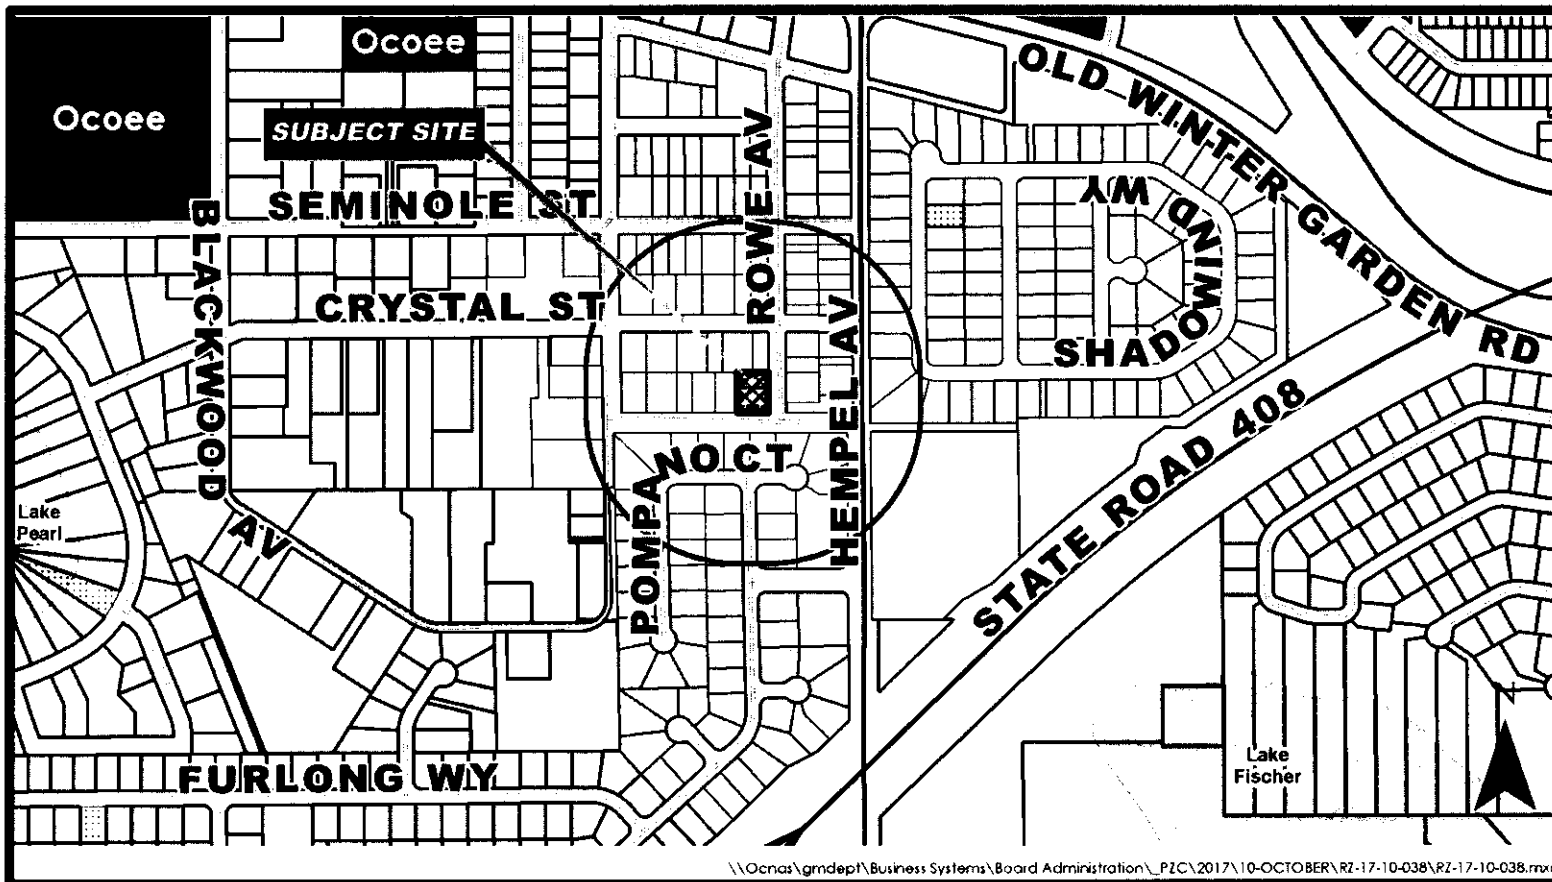 Ocoee
Ocoee
SUBJECT SITE
OLD WINTER GARDEN RD
ROWE AV
SEMINOLE ST
BLACKWOOD AV
SHADOWIND WY
CRYSTAL ST
HEMPEL AV
POMPANO CT
STATE ROAD 408
Lake
Pearl
Lake
Fischer
FURLONG WY
\\Ocnas\gmdept\Business Systems\Board Administration\_PZC\2017\10-OCTOBER\RZ-17-10-038\RZ-17-10-038.mx